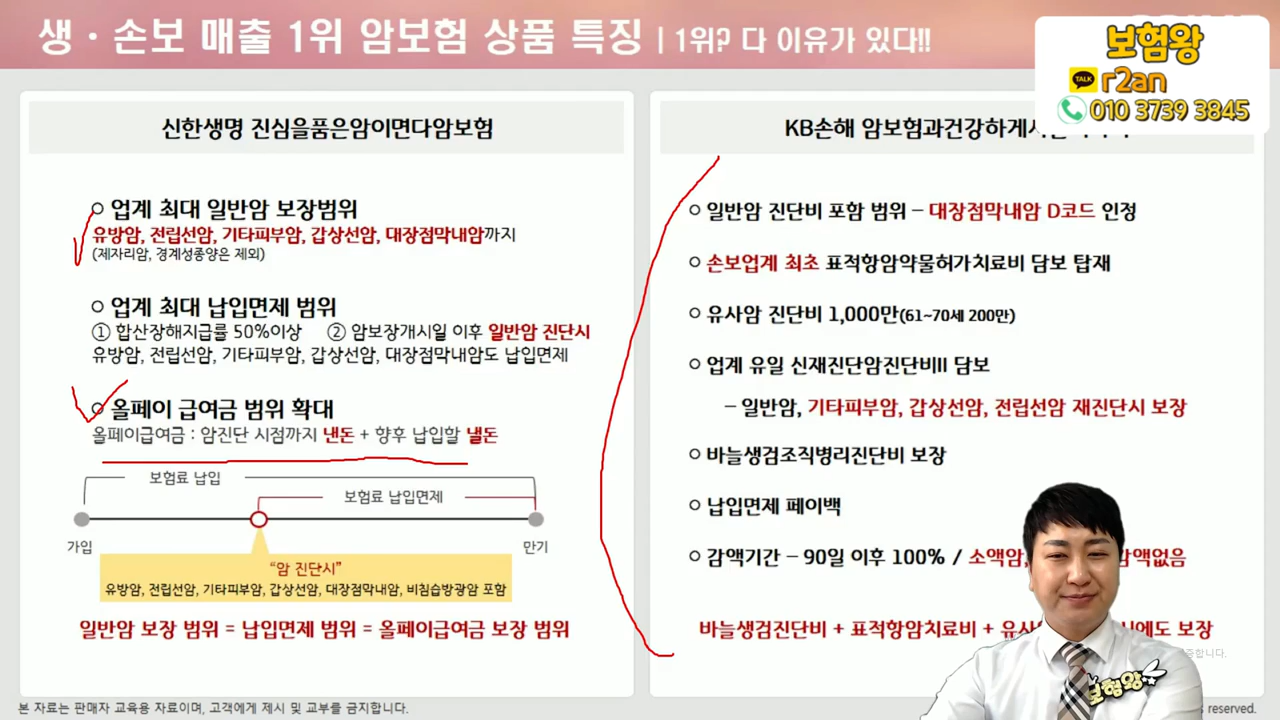 생·손보 매출 1위 암보험 상품 특징 | 1위? 다 이유가 있다!!
보험왕
TALK
r2an
010 3739 3845
신한생명 진심을품은암이면다암보험
○ 업계 최대 일반암 보장범위
유방암, 전립선암, 기타피부암, 갑상선암, 대장점막내암까지
(제자리암, 경계성종양은 제외)
○ 업계 최대 납입면제 범위
① 합산장해지급률 50%이상 ② 암보장개시일 이후 일반암 진단시
유방암, 전립선암, 기타피부암, 갑상선암, 대장점막내암도 납입면제
○ 올페이 급여금 범위 확대
올페이급여금 : 암진단 시점까지 낸돈 + 향후 납입할 낼돈
보험료 납입
보험료 납입면제
가입
만기
“암 진단시”
유방암, 전립선암, 기타피부암, 갑상선암, 대장점막내암, 비침습방광암 포함
일반암 보장 범위 = 납입면제 범위 = 올페이급여금 보장 범위
KB손해 암보험과건강하게
○ 일반암 진단비 포함 범위 – 대장점막내암 D코드 인정
○ 손보업계 최초 표적항암약물허가치료비 담보 탑재
○ 유사암 진단비 1,000만(61~70세 200만)
○ 업계 유일 신재진단암진단비II 담보
– 일반암, 기타피부암, 갑상선암, 전립선암 재진단시 보장
○ 바늘생검조직병리진단비 보장
○ 납입면제 페이백
○ 감액기간 – 90일 이후 100% / 소액암, 감액없음
바늘생검진단비 + 표적항암치료비 + 보장
합니다.
보험왕
본 자료는 판매자 교육용 자료이며, 고객에게 제시 및 교부를 금지합니다.
reserved.